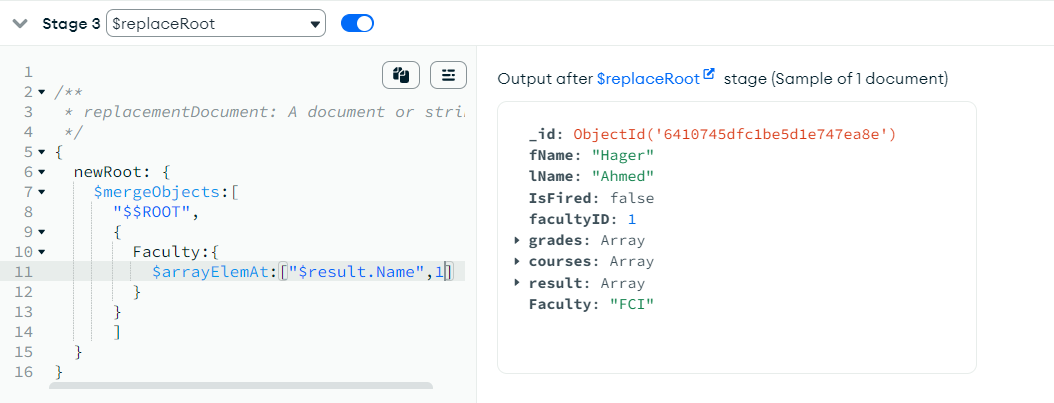 Stage 3 $replaceRoot
1
2 /**
3 * replacementDocument: A document or stri
4 */
5 {
6 newRoot: {
7 $mergeObjects:[
8 "$$ROOT",
9 {
10 Faculty:{
11 $arrayElemAt:["$result.Name",1]
12 }
13 }
14 ]
15 }
16 }
Output after $replaceRoot stage (Sample of 1 document)
_id: ObjectId('6410745dfc1be5d1e747ea8e')
fName: "Hager"
lName: "Ahmed"
IsFired: false
facultyID: 1
grades: Array
courses: Array
result: Array
Faculty: "FCI"